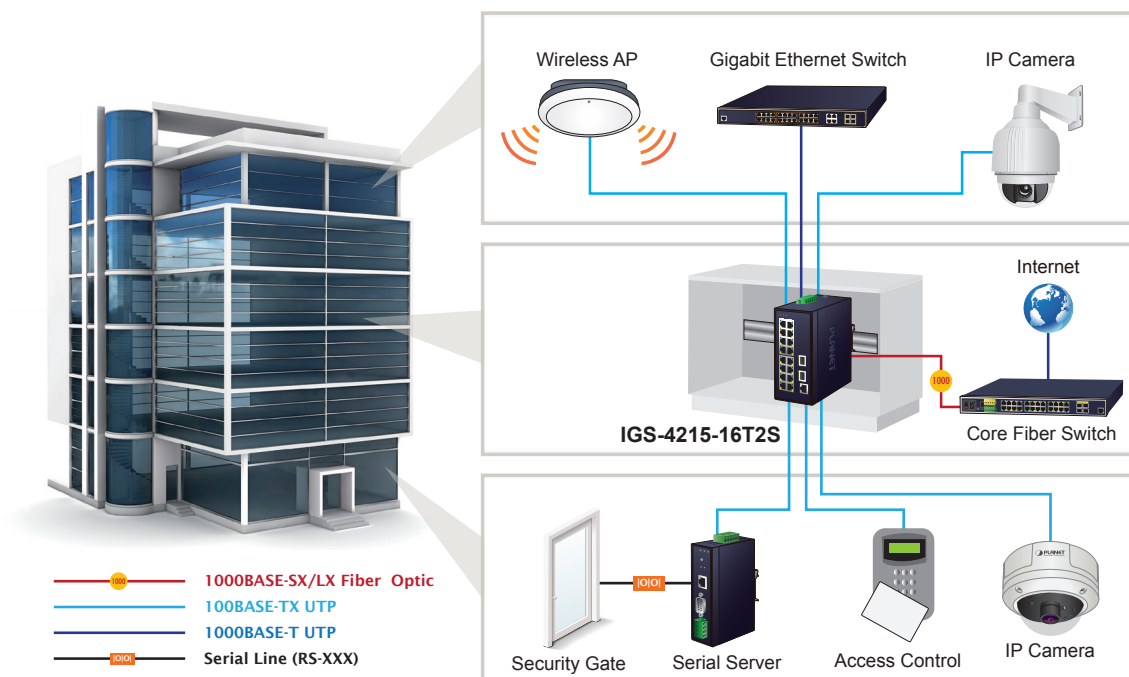 Wireless AP
Gigabit Ethernet Switch
IP Camera
Internet
1000
PLANET
IGS-4215-16T2S
Core Fiber Switch
PLANET
1000
1000BASE-SX/LX Fiber Optic
100BASE-TX UTP
1000BASE-T UTP
|O|O|
Serial Line (RS-XXX)
|O|O|
Security Gate
Serial Server
Access Control
IP Camera